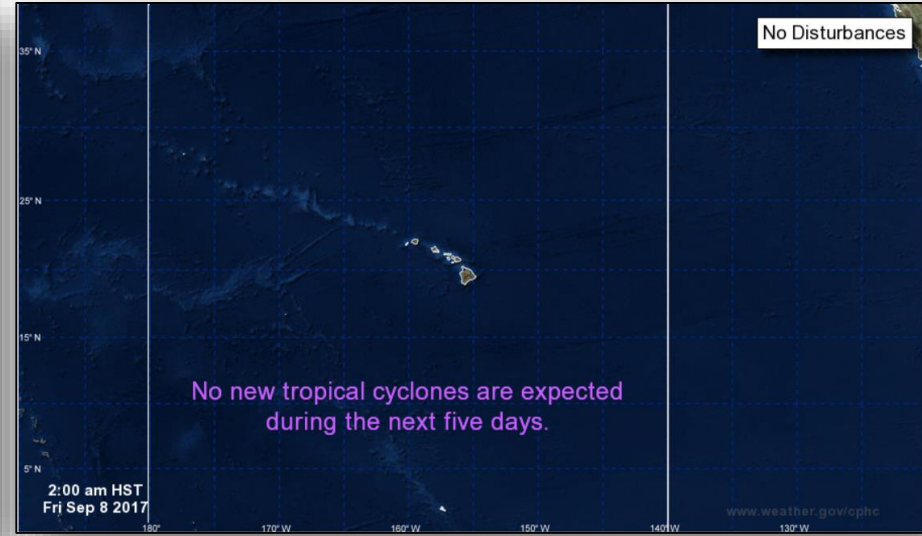 No Disturbances
35° N
25° N
15° N
No new tropical cyclones are expected
during the next five days.
5° N
2:00 am HST
Fri Sep 8 2017
www.weather.gov/cphc
180°
170° W
160° W
150° W
140° W
130° W